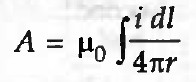 A = μ₀ ∫ i dl / 4πr